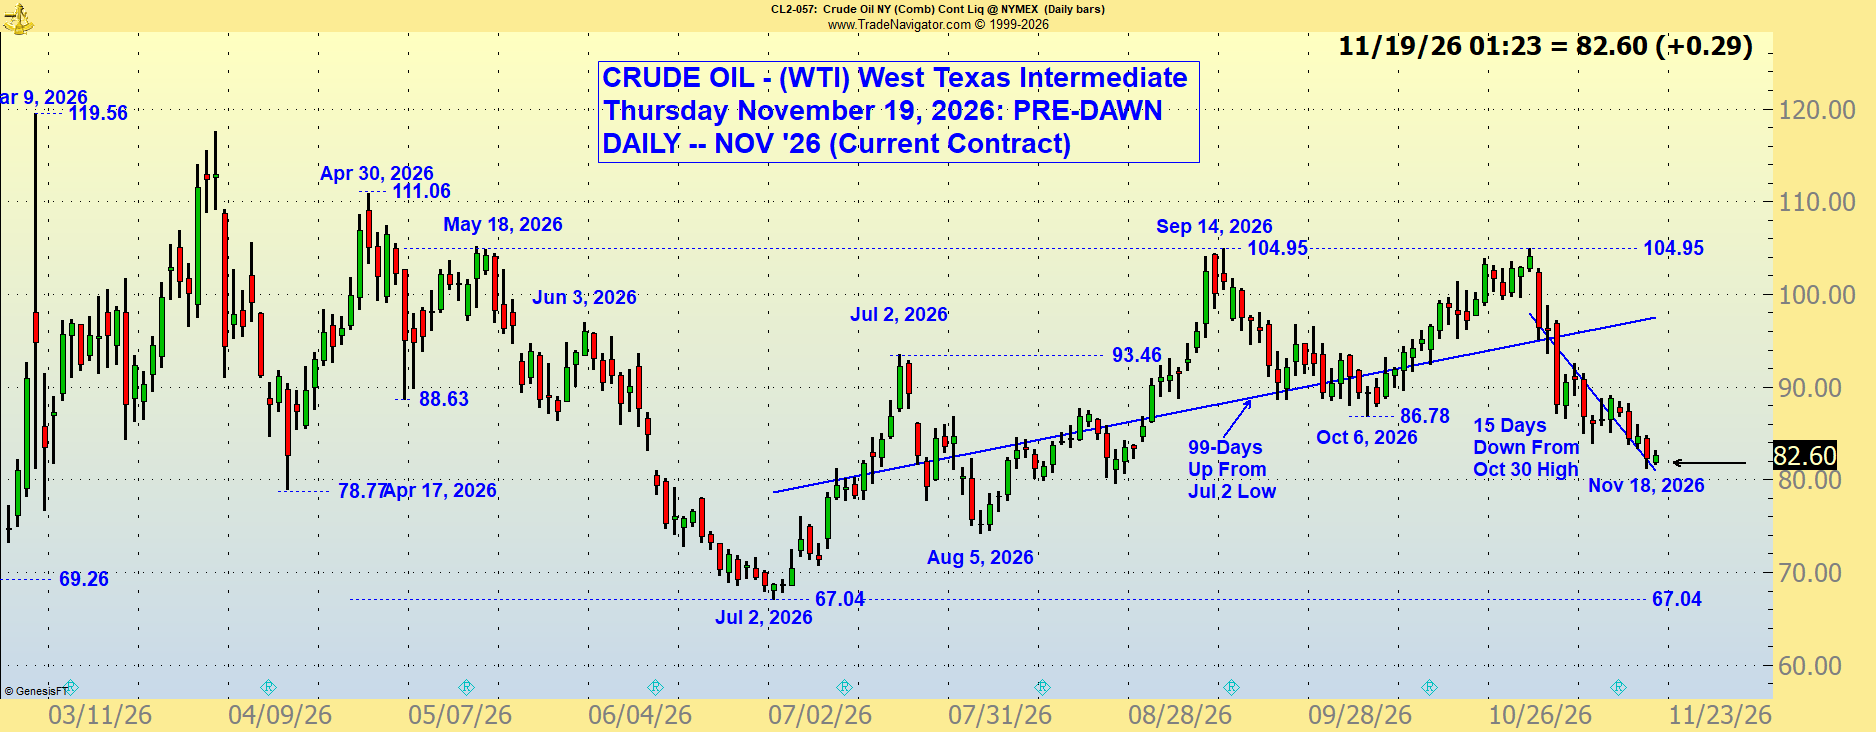 CL2-057: Crude Oil NY (Comb) Cont Liq @ NYMEX (Daily bars)
www.TradeNavigator.com © 1999-2026
11/19/26 01:23 = 82.60 (+0.29)
CRUDE OIL - (WTI) West Texas Intermediate
Thursday November 19, 2026: PRE-DAWN
DAILY -- NOV '26 (Current Contract)
ar 9, 2026
119.56
120.00
Apr 30, 2026
111.06
110.00
May 18, 2026
Sep 14, 2026
104.95
104.95
Jun 3, 2026
100.00
Jul 2, 2026
93.46
90.00
88.63
86.78
Oct 6, 2026
99-Days
Up From
Jul 2 Low
15 Days
Down From
Oct 30 High
82.60
80.00
Nov 18, 2026
78.77
Apr 17, 2026
Aug 5, 2026
70.00
69.26
67.04
67.04
Jul 2, 2026
60.00
© GenesisFT
R R R R R R R R R
03/11/26 04/09/26 05/07/26 06/04/26 07/02/26 07/31/26 08/28/26 09/28/26 10/26/26 11/23/26